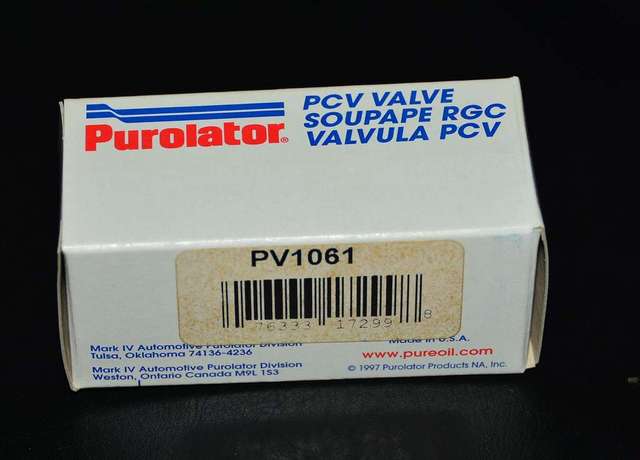 Purolator®
PCV VALVE
SOUPAPE RGC
VALVULA PCV
PV1061
76333 17299 8
Mark IV Automotive Purolator Division
Tulsa, Oklahoma 74136-4236
Mark IV Automotive Purolator Division
Weston, Ontario Canada M9L 1S3
Made in U.S.A.
www.pureoil.com
© 1997 Purolator Products NA, Inc.